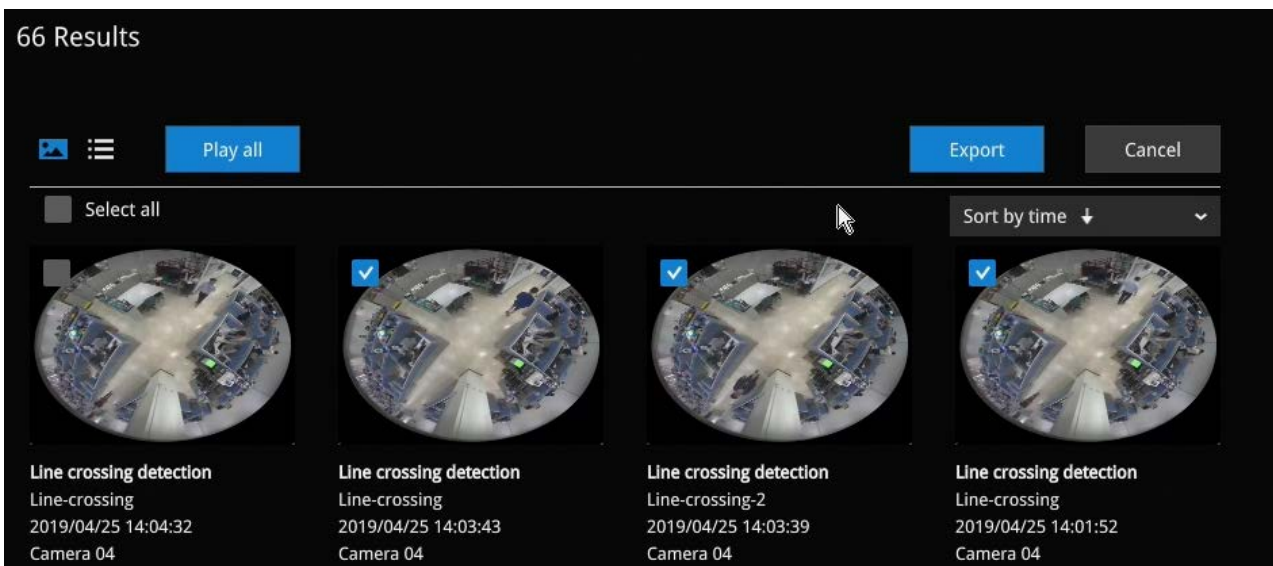 66 Results
Play all
Export
Cancel
Select all
Sort by time
Line crossing detection
Line-crossing
2019/04/25 14:04:32
Camera 04
Line crossing detection
Line-crossing
2019/04/25 14:03:43
Camera 04
Line crossing detection
Line-crossing-2
2019/04/25 14:03:39
Camera 04
Line crossing detection
Line-crossing
2019/04/25 14:01:52
Camera 04